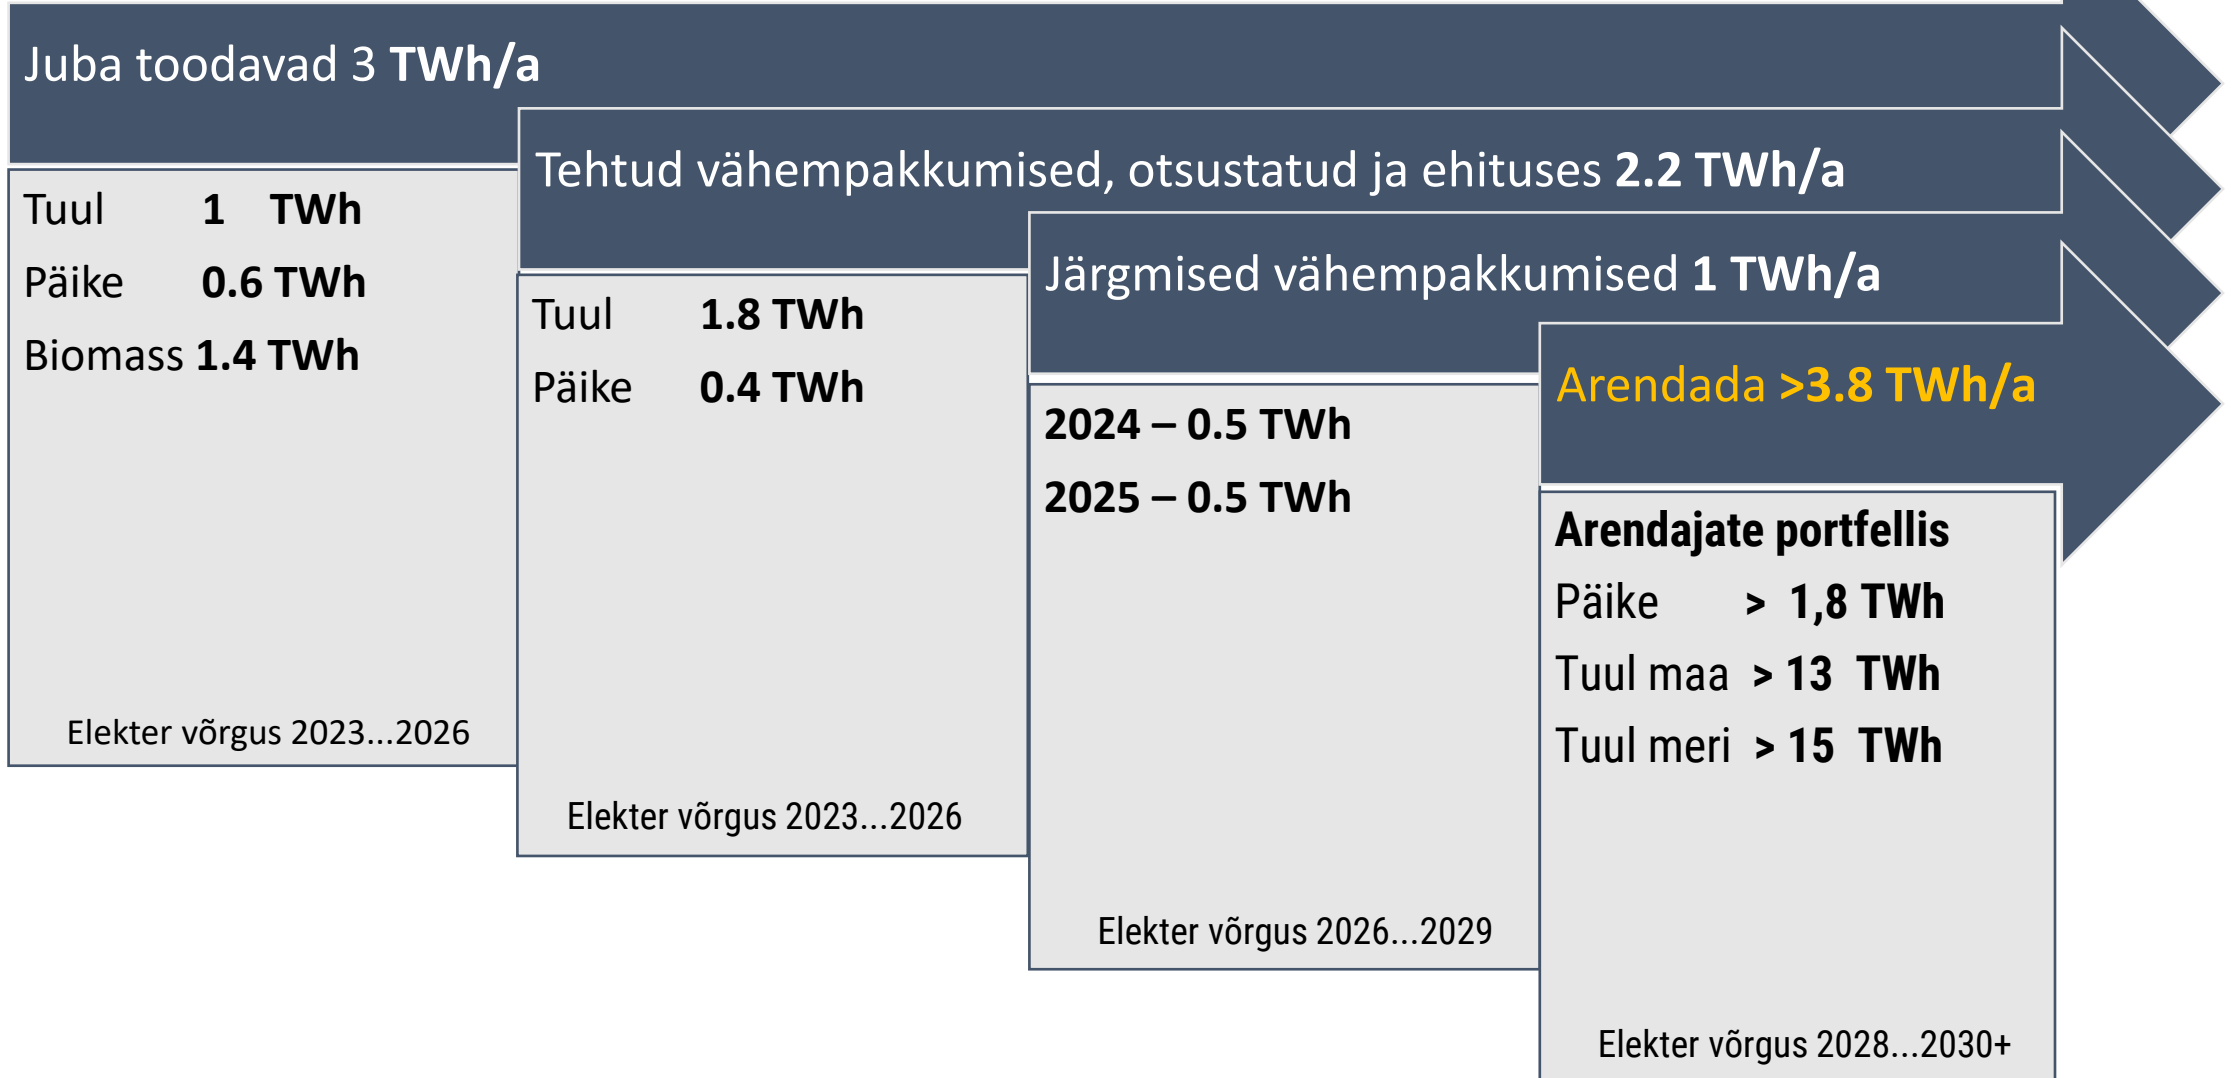 Juba toodavad 3 TWh/a
Tuul 1 TWh
Päike 0.6 TWh
Biomass 1.4 TWh
Elekter võrgus 2023...2026
Tehtud vähempakkumised, otsustatud ja ehituses 2.2 TWh/a
Tuul 1.8 TWh
Päike 0.4 TWh
Elekter võrgus 2023...2026
Järgmised vähempakkumised 1 TWh/a
2024 – 0.5 TWh
2025 – 0.5 TWh
Elekter võrgus 2026...2029
Arendada >3.8 TWh/a
Arendajate portfellis
Päike > 1,8 TWh
Tuul maa > 13 TWh
Tuul meri > 15 TWh
Elekter võrgus 2028...2030+